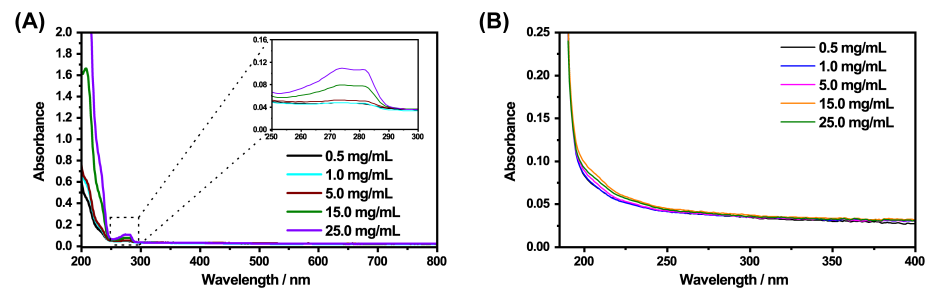 (A)
2.0
1.8
1.6
1.4
1.2
1.0
0.8
0.6
0.4
0.2
0.0
Absorbance
200 300 400 500 600 700 800
Wavelength / nm
0.16
0.12
0.08
0.04
0.00
250 260 270 280 290 300
0.5 mg/mL
1.0 mg/mL
5.0 mg/mL
15.0 mg/mL
25.0 mg/mL
(B)
0.25
0.20
0.15
0.10
0.05
0.00
Absorbance
200 250 300 350 400
Wavelength / nm
0.5 mg/mL
1.0 mg/mL
5.0 mg/mL
15.0 mg/mL
25.0 mg/mL